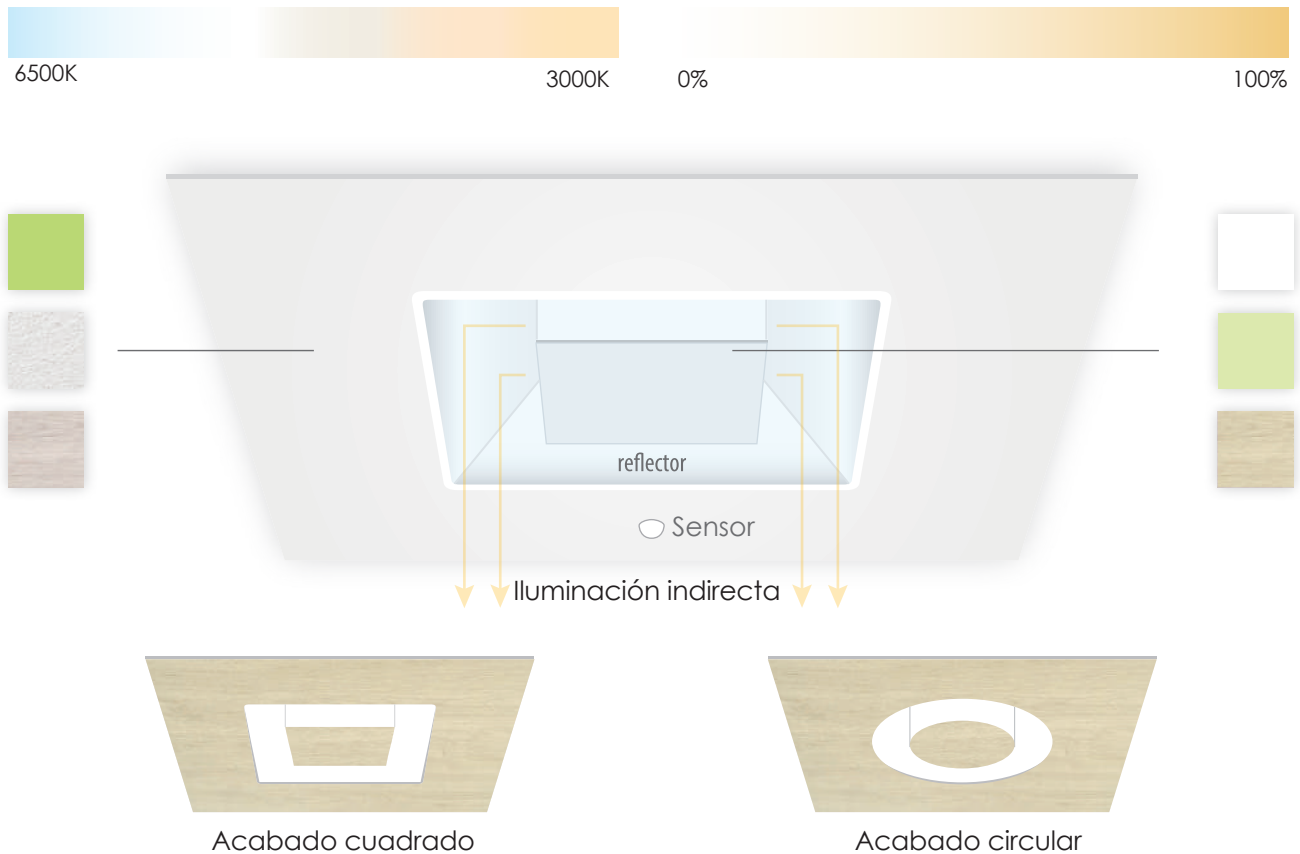 6500K
3000K
0%
100%
reflector
Sensor
Iluminación indirecta
Acabado cuadrado
Acabado circular